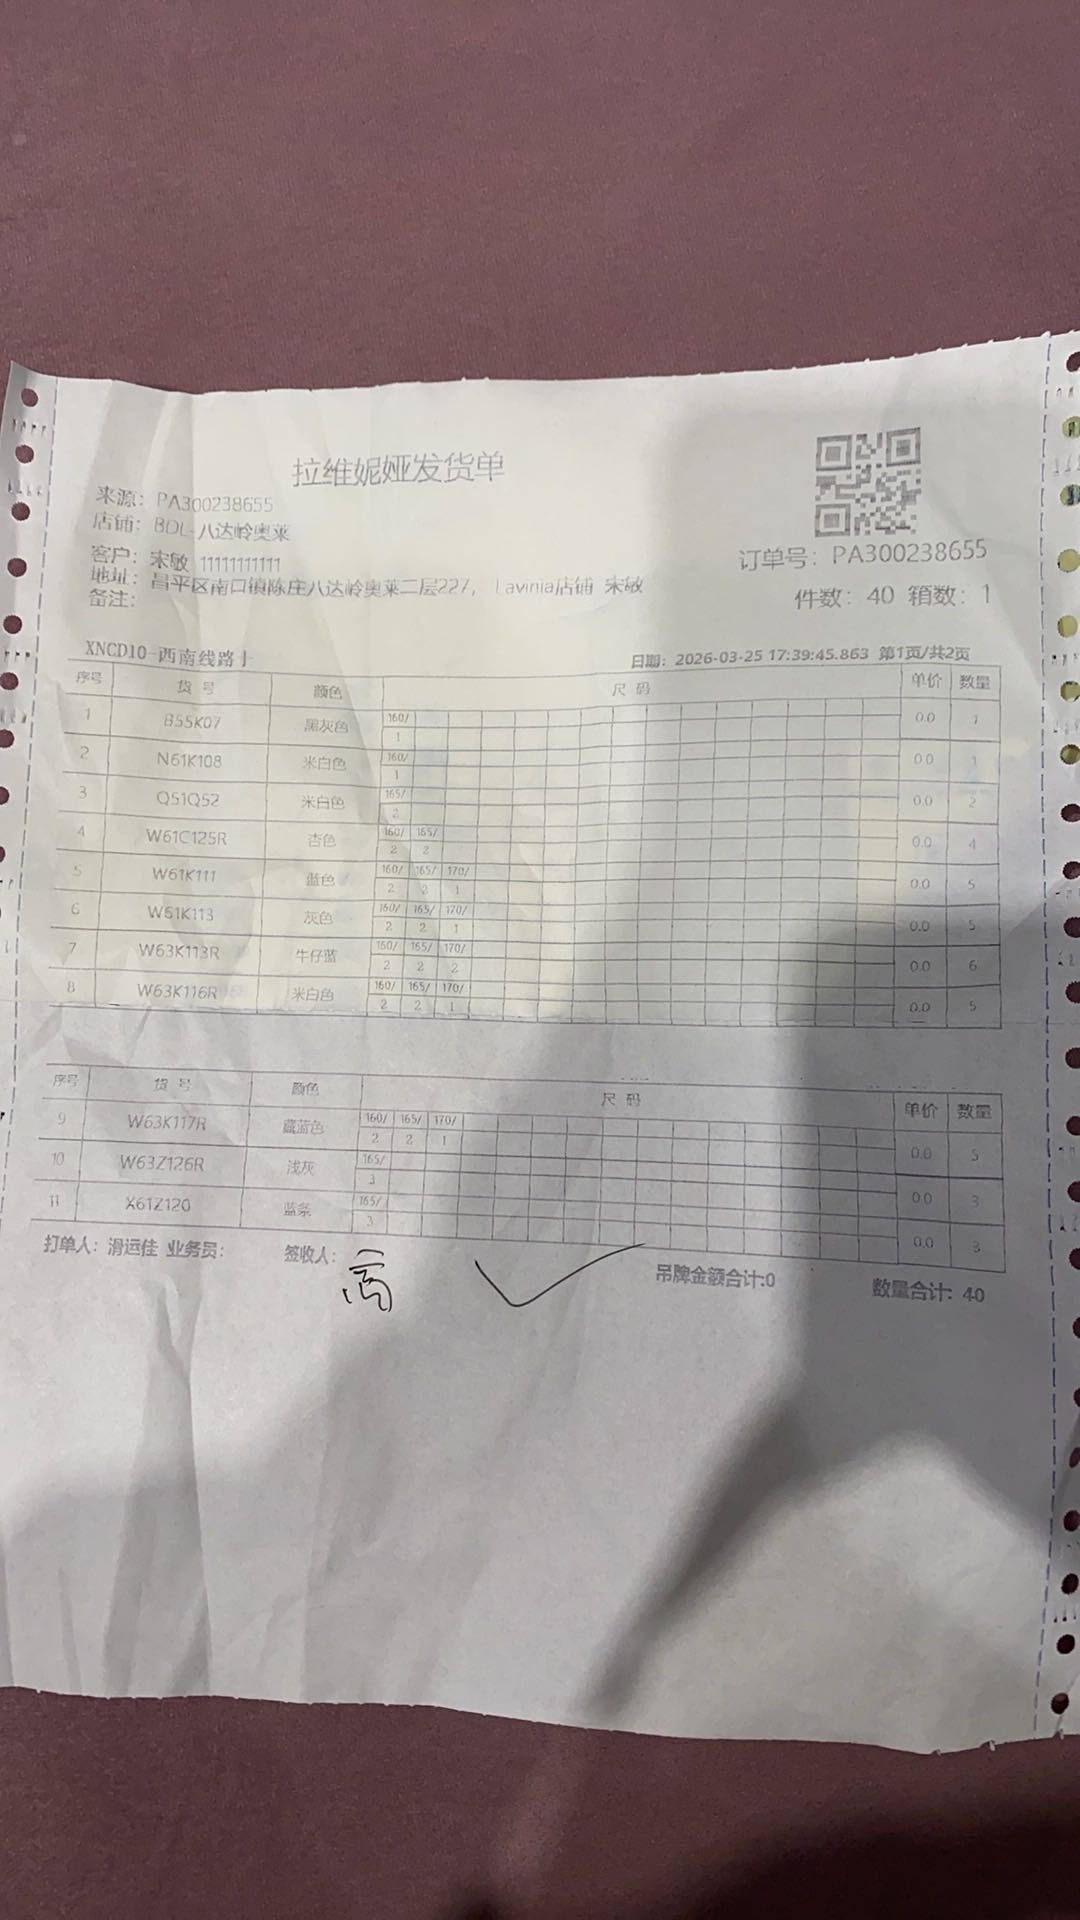 拉维妮娅发货单
来源：PA300238655
店铺：BDL-八达岭奥莱
客户：宋敏 11111111111
地址：昌平区南口镇陈庄八达岭奥莱二层227， Lavinia店铺 宋敏
备注：
订单号：PA300238655
件数：40 箱数：1
XNCD10-西南线路
日期：2026-03-25 17:39:45.863 第1页/共2页
序号 货 号 颜色 尺 码 单价 数量
1 B55K07 黑灰色 160/ 0.0 1
1
2 N61K108 米白色 160/ 0.0 1
1
3 Q51Q52 米白色 165/ 0.0 2
2
4 W61C125R 杏色 160/ 165/ 0.0 4
2 2
5 W61K111 蓝色 160/ 165/ 170/ 0.0 5
2 2 1
6 W51K113 灰色 160/ 165/ 170/ 0.0 5
2 2 1
7 W63K113R 牛仔蓝 160/ 165/ 170/ 0.0 6
2 2 2
8 W63K116R 米白色 160/ 165/ 170/ 0.0 5
2 2 1
序号 货 号 颜色 尺 码 单价 数量
9 W63K117R 藏蓝色 160/ 165/ 170/ 0.0 5
2 2 1
10 W63Z126R 浅灰 165/ 0.0 3
3
11 X61Z120 蓝条 165/ 0.0 3
3
打单人：滑运佳 业务员： 签收人： 吊牌金额合计:0 数量合计：40